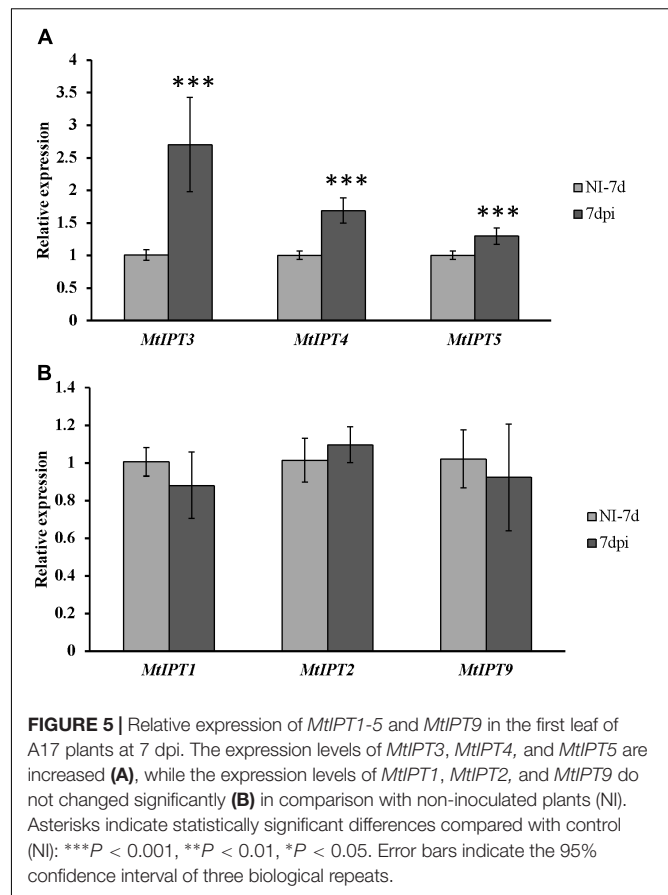 A
4
3.5
3
2.5
2
1.5
1
0.5
0
Relative expression
***
***
***
NI-7d
7dpi
MtIPT3 MtIPT4 MtIPT5
B
1.4
1.2
1
0.8
0.6
0.4
0.2
0
Relative expression
NI-7d
7dpi
MtIPT1 MtIPT2 MtIPT9
FIGURE 5 | Relative expression of MtIPT1-5 and MtIPT9 in the first leaf of
A17 plants at 7 dpi. The expression levels of MtIPT3, MtIPT4, and MtIPT5 are
increased (A), while the expression levels of MtIPT1, MtIPT2, and MtIPT9 do
not changed significantly (B) in comparison with non-inoculated plants (NI).
Asterisks indicate statistically significant differences compared with control
(NI): ***P < 0.001, **P < 0.01, *P < 0.05. Error bars indicate the 95%
confidence interval of three biological repeats.